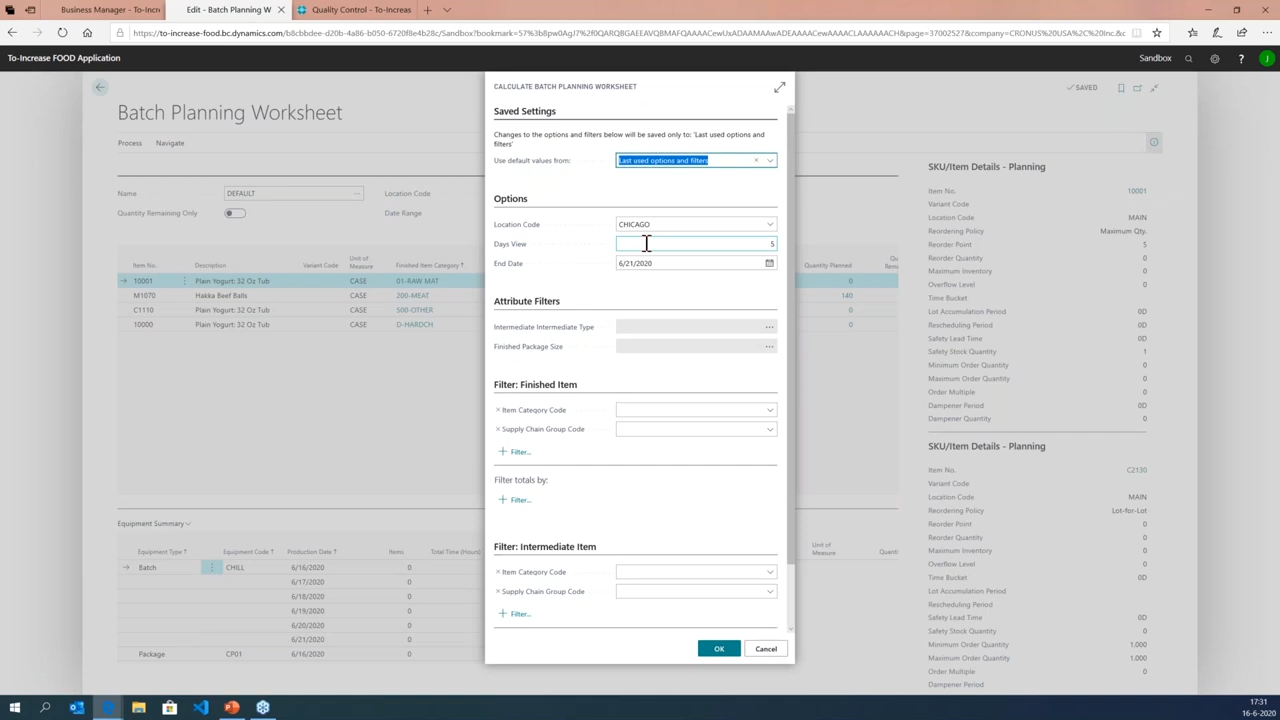 Business Manager - To-Incre
Edit - Batch Planning W
Quality Control - To-Increas
To-Increase FOOD Application
Sandbox
J
Batch Planning Worksheet
SAVED
Process
Navigate
Name
DEFAULT
Location Code
Quantity Remaining Only
Date Range
Item No.
Description
Variant Code
Unit of Measure
Finished Item Category
Quantity Planned
10001 Plain Yogurt: 32 Oz Tub CASE 01-RAW MAT 0
M1070 Hakka Beef Balls CASE 200-MEAT 140
C1110 Plain Yogurt: 32 Oz Tub CASE 500-OTHER 0
10000 Plain Yogurt: 32 Oz Tub CASE D-HARDCH 0
Equipment Summary
Equipment Type
Equipment Code
Production Date
Items
Total Time (Hours)
Unit of Measure
Batch CHILL 6/16/2020 0
6/17/2020 0
6/18/2020 0
6/19/2020 0
6/20/2020 0
6/21/2020 0
Package CP01 6/16/2020 0
CALCULATE BATCH PLANNING WORKSHEET
Saved Settings
Changes to the options and filters below will be saved only to: 'Last used options and
filters'
Use default values from:
Last used options and filters
Options
Location Code
CHICAGO
Days View
5
End Date
6/21/2020
Attribute Filters
Intermediate Intermediate Type
Finished Package Size
Filter: Finished Item
Item Category Code
Supply Chain Group Code
Filter...
Filter totals by:
Filter...
Filter: Intermediate Item
Item Category Code
Supply Chain Group Code
Filter...
OK
Cancel
SKU/Item Details - Planning
Item No. 10001
Variant Code
Location Code MAIN
Reordering Policy Maximum Qty.
Reorder Point 5
Reorder Quantity 0
Maximum Inventory 0
Overflow Level 0
Time Bucket
Lot Accumulation Period 0D
Rescheduling Period 0D
Safety Lead Time 0D
Safety Stock Quantity 1
Minimum Order Quantity 0
Maximum Order Quantity 0
Order Multiple 0
Dampener Period 0D
Dampener Quantity 0
SKU/Item Details - Planning
Item No. C2130
Variant Code
Location Code MAIN
Reordering Policy Lot-for-Lot
Reorder Point 0
Reorder Quantity 0
Maximum Inventory 0
Overflow Level 0
Time Bucket 0D
Lot Accumulation Period
Rescheduling Period
Safety Lead Time 0D
Safety Stock Quantity 0
Minimum Order Quantity 1,000
Maximum Order Quantity 1,000
Order Multiple 0
Dampener Period
17:31
16-6-2020